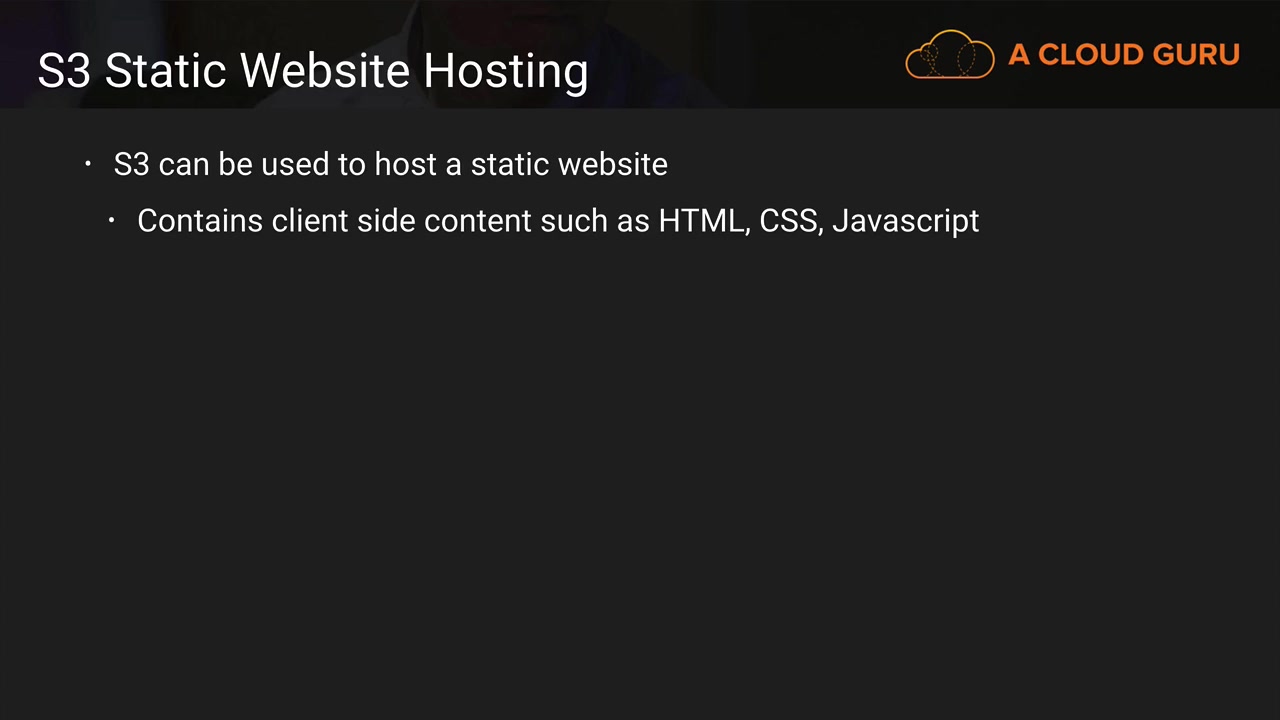 S3 Static Website Hosting
A CLOUD GURU
· S3 can be used to host a static website
· Contains client side content such as HTML, CSS, Javascript